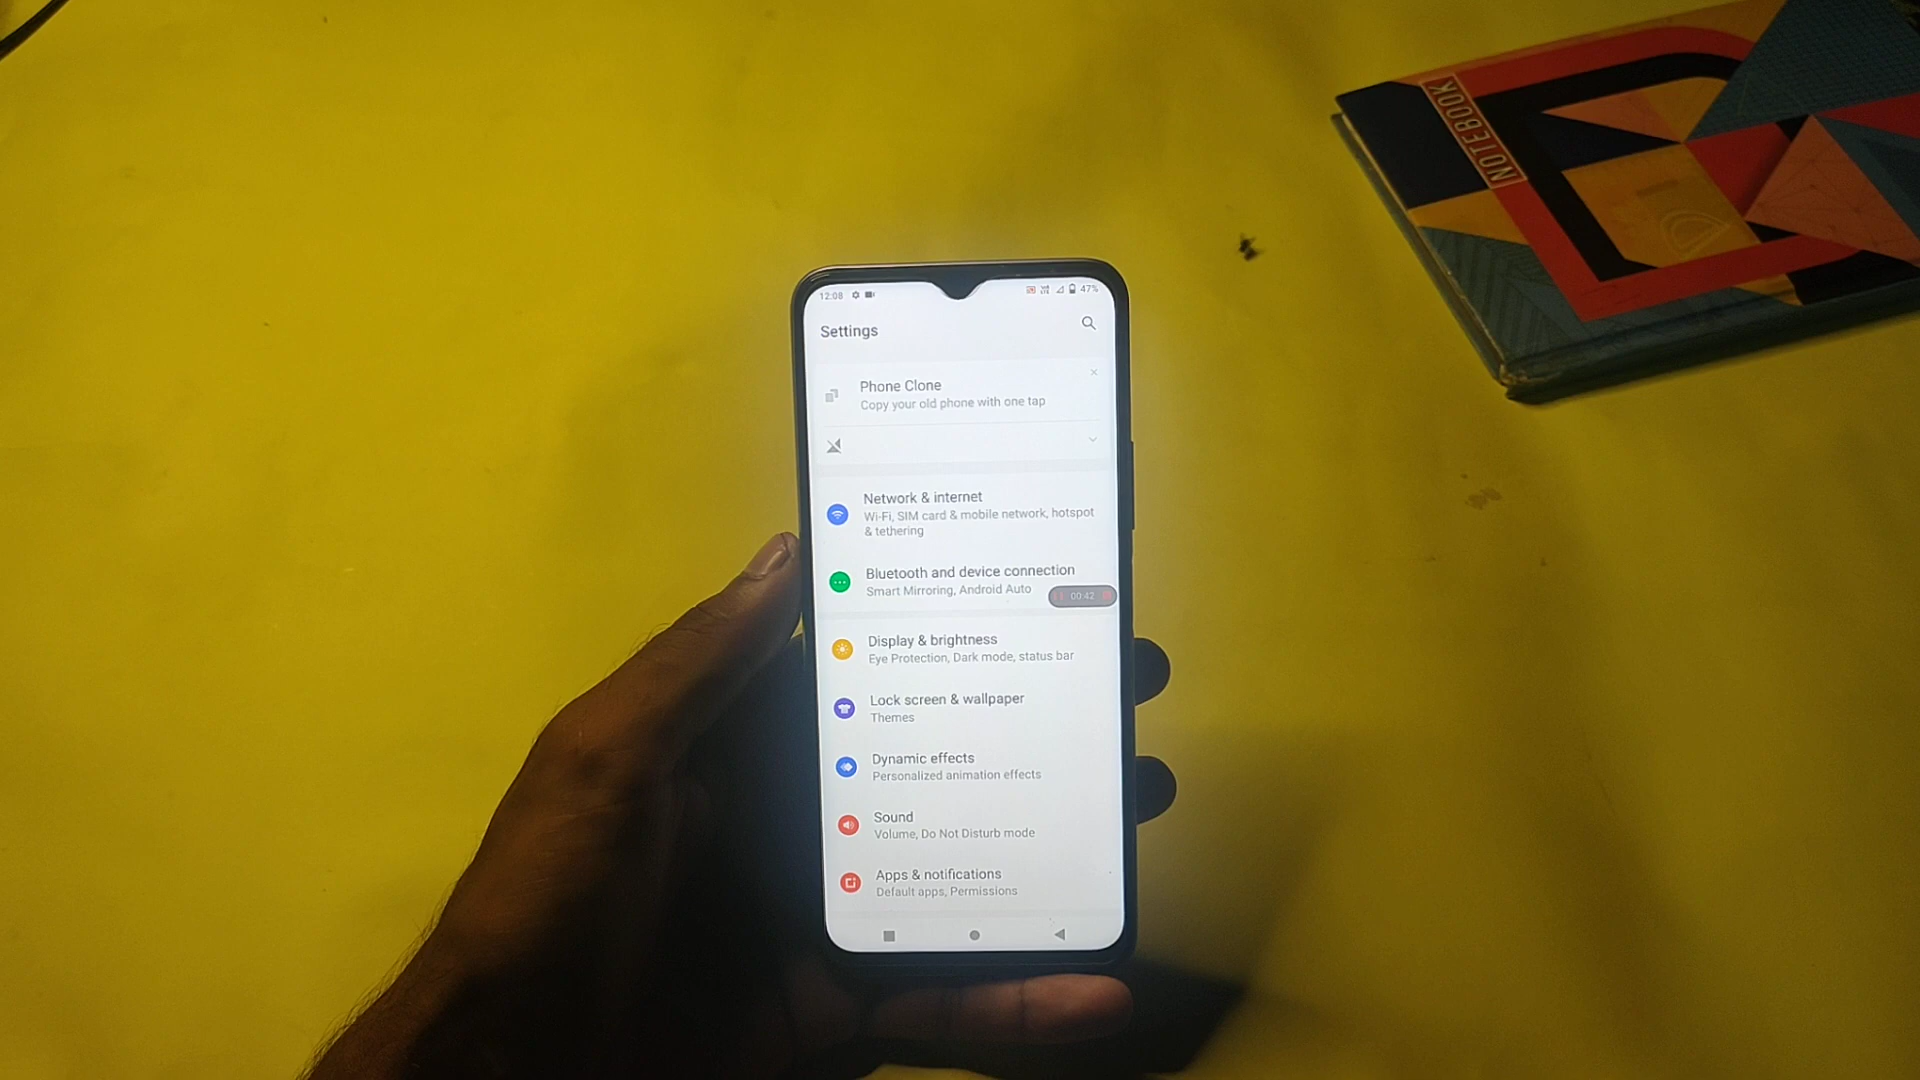 12:08
47%
Settings
Phone Clone
Copy your old phone with one tap
Network & internet
Wi-Fi, SIM card & mobile network, hotspot
& tethering
Bluetooth and device connection
Smart Mirroring, Android Auto
00:42
Display & brightness
Eye Protection, Dark mode, status bar
Lock screen & wallpaper
Themes
Dynamic effects
Personalized animation effects
Sound
Volume, Do Not Disturb mode
Apps & notifications
Default apps, Permissions
NOTEBOOK